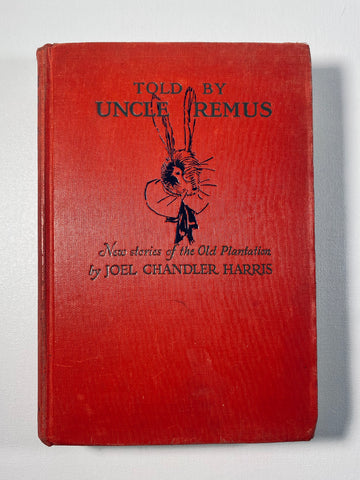 TOLD BY
UNCLE REMUS
New stories of the Old Plantation
by JOEL CHANDLER HARRIS